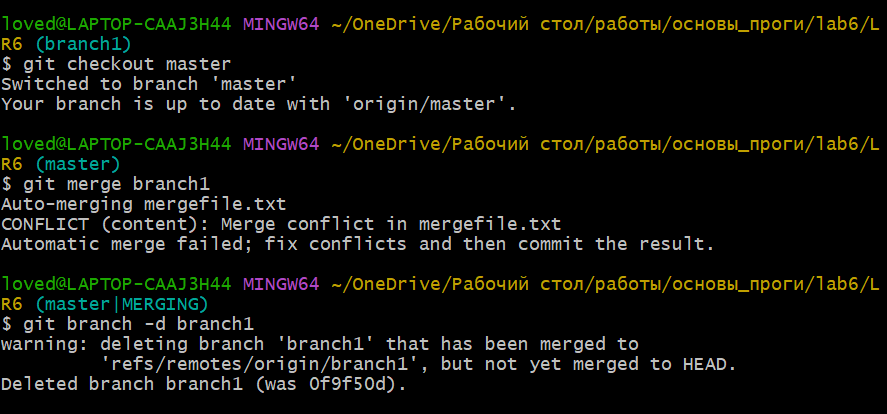 loved@LAPTOP-CAAJ3H44 MINGW64 ~/OneDrive/Рабочий стол/работы/основы_проги/lab6/L
R6 (branch1)
$ git checkout master
Switched to branch 'master'
Your branch is up to date with 'origin/master'.

loved@LAPTOP-CAAJ3H44 MINGW64 ~/OneDrive/Рабочий стол/работы/основы_проги/lab6/L
R6 (master)
$ git merge branch1
Auto-merging mergefile.txt
CONFLICT (content): Merge conflict in mergefile.txt
Automatic merge failed; fix conflicts and then commit the result.

loved@LAPTOP-CAAJ3H44 MINGW64 ~/OneDrive/Рабочий стол/работы/основы_проги/lab6/L
R6 (master|MERGING)
$ git branch -d branch1
warning: deleting branch 'branch1' that has been merged to
         'refs/remotes/origin/branch1', but not yet merged to HEAD.
Deleted branch branch1 (was 0f9f50d).